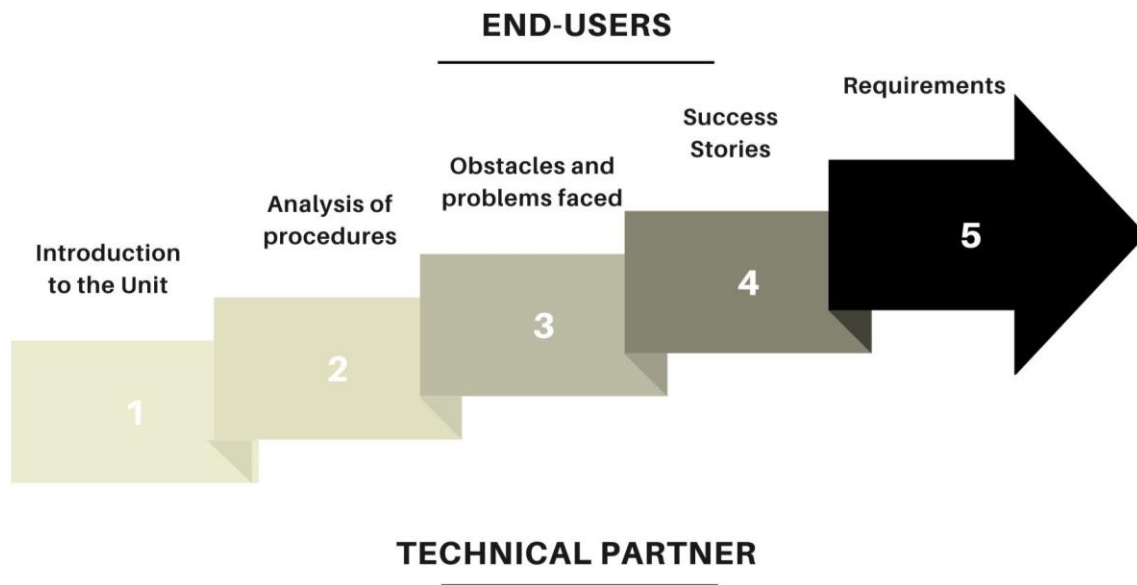 END-USERS
Requirements
Success
Stories
Obstacles and
problems faced
Analysis of
procedures
Introduction
to the Unit
1
2
3
4
5
TECHNICAL PARTNER